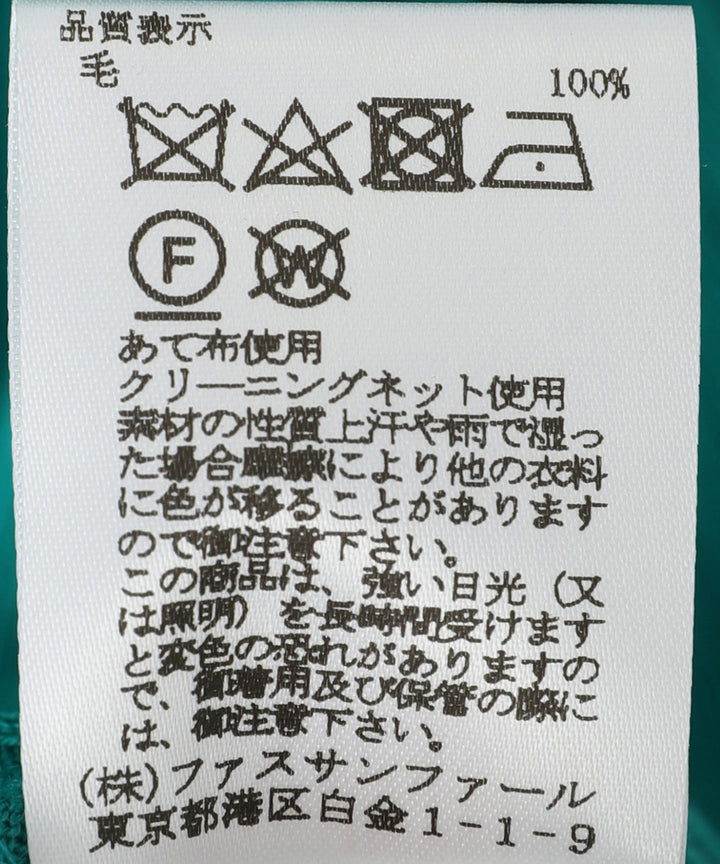 品質表示
毛 100%
F W
あて布使用
クリーニングネット使用
素材の性質上汗や雨で湿っ
た場合摩擦により他の衣料
に色が移ることがあります
ので御注意下さい。
この商品は、強い日光(又
は照明)を長時間受けます
と変色の恐れがありますの
で、御着用及び保管の際に
は、御注意下さい。
(株)ファスサンファール
東京都港区白金1-1-9